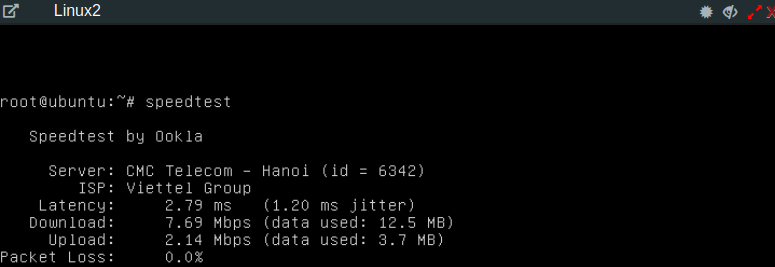 Linux2
root@ubuntu:~# speedtest
Speedtest by Ookla
Server: CMC Telecom - Hanoi (id = 6342)
ISP: Viettel Group
Latency: 2.79 ms (1.20 ms jitter)
Download: 7.69 Mbps (data used: 12.5 MB)
Upload: 2.14 Mbps (data used: 3.7 MB)
Packet Loss: 0.0%